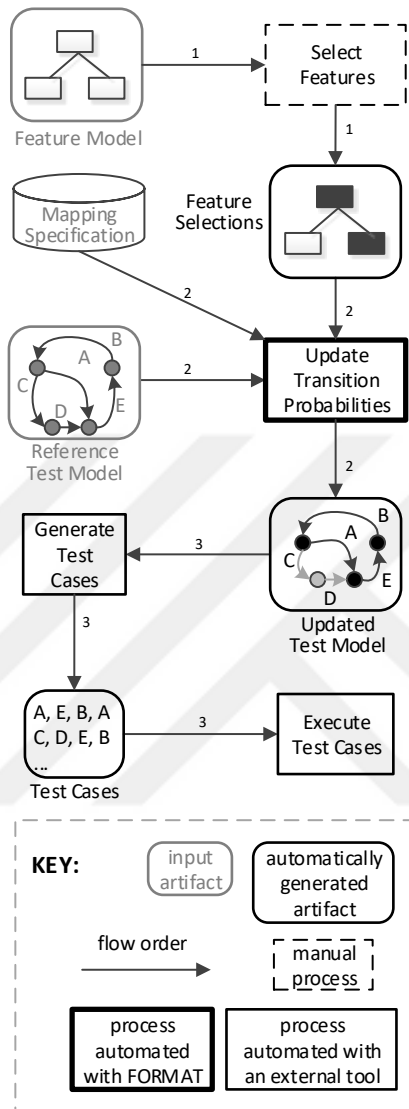 1
Select
Features
Feature Model
1
Feature
Selections
Mapping
Specification
2
2
B
A
C
D
E
2
Update
Transition
Probabilities
Reference
Test Model
2
Generate
Test
Cases
3
B
A
C
D
E
Updated
Test Model
3
A, E, B, A
C, D, E, B
...
3
Execute
Test Cases
Test Cases
KEY:
input
artifact
automatically
generated
artifact
flow order
manual
process
process
automated
with FORMAT
process
automated with
an external tool